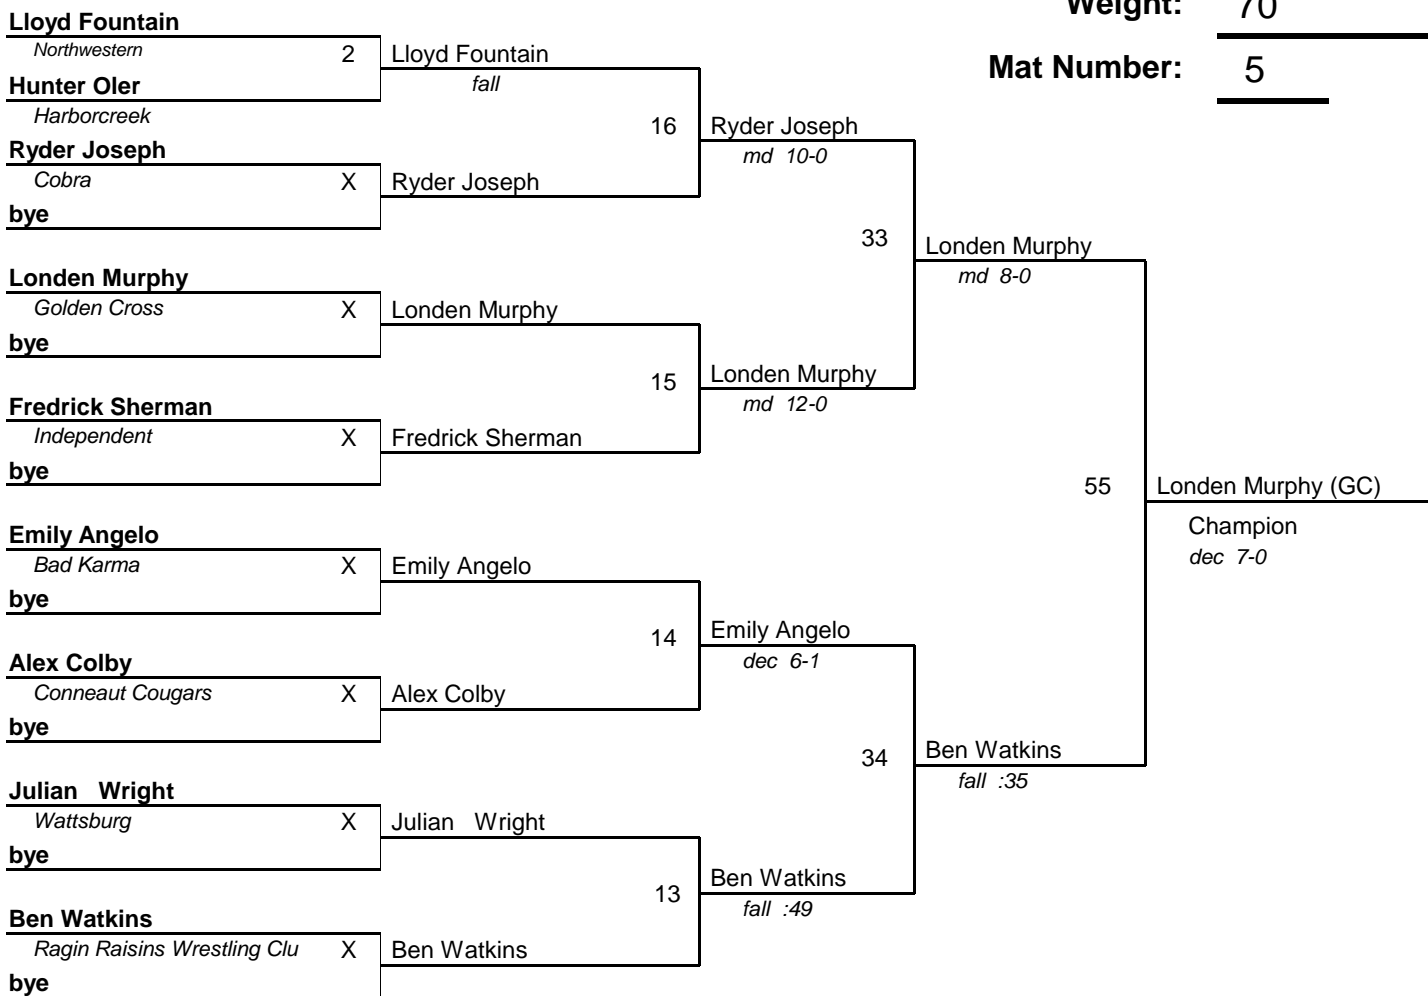 Weight: 70
Mat Number: 5
Lloyd Fountain
Northwestern
2
Lloyd Fountain
fall
Hunter Oler
Harborcreek
16
Ryder Joseph
md 10-0
Ryder Joseph
Cobra
X
Ryder Joseph
bye
33
Londen Murphy
md 8-0
Londen Murphy
Golden Cross
X
Londen Murphy
bye
15
Londen Murphy
md 12-0
Fredrick Sherman
Independent
X
Fredrick Sherman
bye
55
Londen Murphy (GC)
Champion
dec 7-0
Emily Angelo
Bad Karma
X
Emily Angelo
bye
14
Emily Angelo
dec 6-1
Alex Colby
Conneaut Cougars
X
Alex Colby
bye
34
Ben Watkins
fall :35
Julian Wright
Wattsburg
X
Julian Wright
bye
13
Ben Watkins
fall :49
Ben Watkins
Ragin Raisins Wrestling Clu
X
Ben Watkins
bye